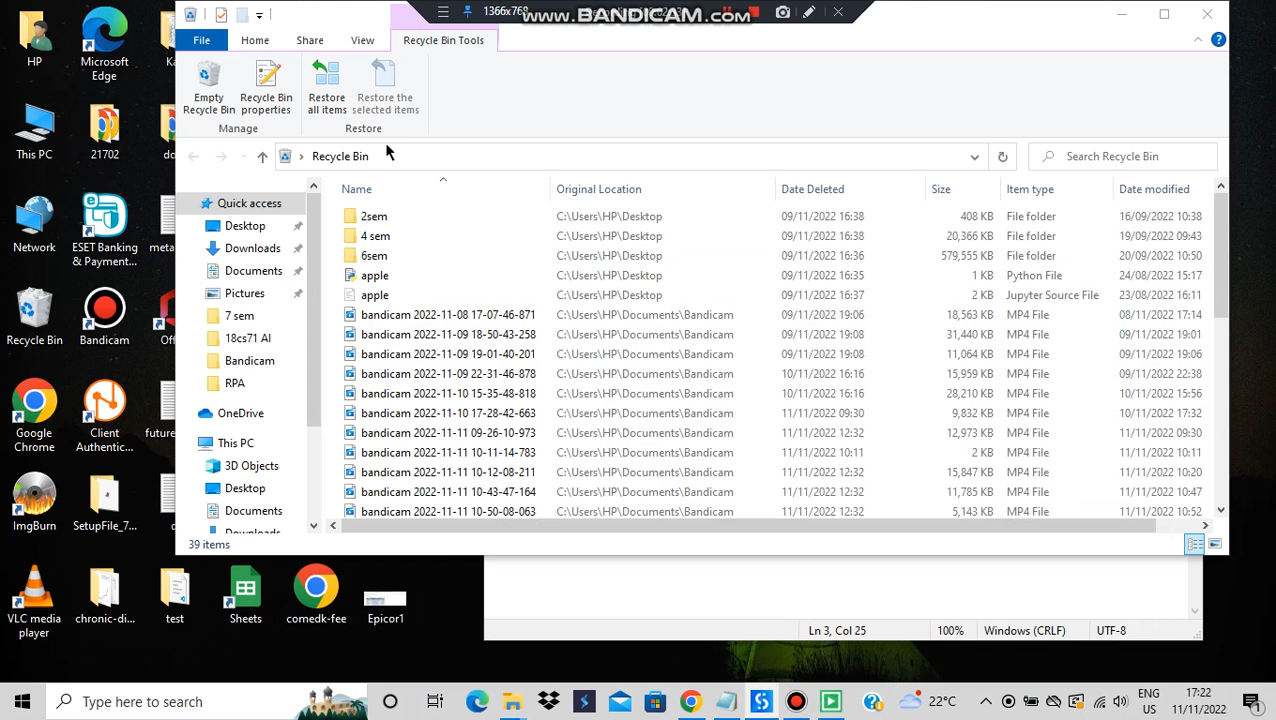 1366x768
www.BANDICAM.com
File
Home
Share
View
Recycle Bin Tools
Empty
Recycle Bin
Recycle Bin
properties
Restore
all items
Restore the
selected items
Manage
Restore
Recycle Bin
Search Recycle Bin
Name
Original Location
Date Deleted
Size
Item type
Date modified
2sem C:\Users\HP\Desktop 09/11/2022 16:38 408 KB File folder 16/09/2022 10:38
4 sem C:\Users\HP\Desktop 09/11/2022 16:38 20,366 KB File folder 19/09/2022 09:43
6sem C:\Users\HP\Desktop 09/11/2022 16:36 579,555 KB File folder 20/09/2022 10:50
apple C:\Users\HP\Desktop 09/11/2022 16:35 1 KB Python File 24/08/2022 15:17
apple C:\Users\HP\Desktop 09/11/2022 16:37 2 KB Jupyter Source File 23/08/2022 16:11
bandicam 2022-11-08 17-07-46-871 C:\Users\HP\Documents\Bandicam 09/11/2022 19:06 18,563 KB MP4 File 08/11/2022 17:14
bandicam 2022-11-09 18-50-43-258 C:\Users\HP\Documents\Bandicam 09/11/2022 19:08 31,440 KB MP4 File 09/11/2022 19:01
bandicam 2022-11-09 19-01-40-201 C:\Users\HP\Documents\Bandicam 09/11/2022 19:08 11,064 KB MP4 File 09/11/2022 19:06
bandicam 2022-11-09 22-31-46-878 C:\Users\HP\Documents\Bandicam 10/11/2022 16:16 15,959 KB MP4 File 09/11/2022 22:38
bandicam 2022-11-10 15-35-48-818 C:\Users\HP\Documents\Bandicam 10/11/2022 16:16 28,210 KB MP4 File 10/11/2022 15:56
bandicam 2022-11-10 17-28-42-663 C:\Users\HP\Documents\Bandicam 11/11/2022 09:30 9,832 KB MP4 File 10/11/2022 17:32
bandicam 2022-11-11 09-26-10-973 C:\Users\HP\Documents\Bandicam 11/11/2022 12:32 12,973 KB MP4 File 11/11/2022 09:30
bandicam 2022-11-11 10-11-14-783 C:\Users\HP\Documents\Bandicam 11/11/2022 10:11 2 KB MP4 File 11/11/2022 10:11
bandicam 2022-11-11 10-12-08-211 C:\Users\HP\Documents\Bandicam 11/11/2022 12:32 15,847 KB MP4 File 11/11/2022 10:20
bandicam 2022-11-11 10-43-47-164 C:\Users\HP\Documents\Bandicam 11/11/2022 12:32 11,785 KB MP4 File 11/11/2022 10:47
bandicam 2022-11-11 10-50-08-063 C:\Users\HP\Documents\Bandicam 11/11/2022 12:32 5,143 KB MP4 File 11/11/2022 10:52
Quick access
Desktop
Downloads
Documents
Pictures
7 sem
18cs71 AI
Bandicam
RPA
OneDrive
This PC
3D Objects
Desktop
Documents
Downloads
39 items
HP
Microsoft
Edge
This PC
21702
Network
ESET Banking
& Payment...
Recycle Bin
Bandicam
Google
Chrome
Client
Authentic...
ImgBurn
SetupFile_7...
VLC media
player
chronic-di...
test
Sheets
comedk-fee
Epicor1
Ln 3, Col 25
100%
Windows (CRLF)
UTF-8
Type here to search
22°C
ENG
US
17:22
11/11/2022
1